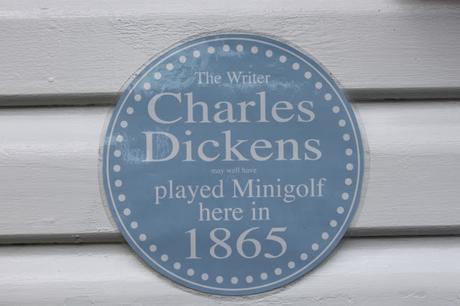 The Writer
Charles
Dickens
may well have
played Minigolf
here in
1865